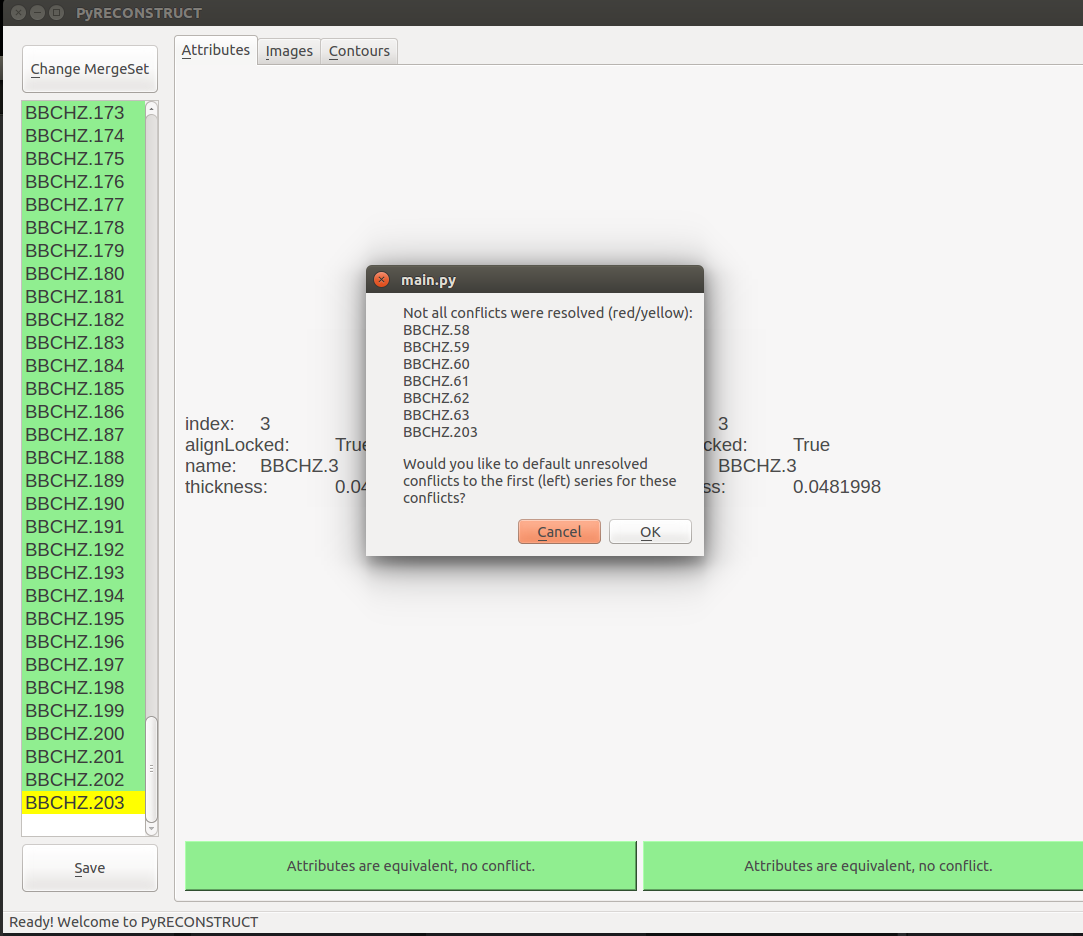 PyRECONSTRUCT
Change MergeSet
Attributes
Images
Contours
BBCHZ.173
BBCHZ.174
BBCHZ.175
BBCHZ.176
BBCHZ.177
BBCHZ.178
BBCHZ.179
BBCHZ.180
BBCHZ.181
BBCHZ.182
BBCHZ.183
BBCHZ.184
BBCHZ.185
BBCHZ.186
BBCHZ.187
BBCHZ.188
BBCHZ.189
BBCHZ.190
BBCHZ.191
BBCHZ.192
BBCHZ.193
BBCHZ.194
BBCHZ.195
BBCHZ.196
BBCHZ.197
BBCHZ.198
BBCHZ.199
BBCHZ.200
BBCHZ.201
BBCHZ.202
BBCHZ.203
Save
index: 3
alignLocked: True
name: BBCHZ.3
thickness: 0.04
main.py
Not all conflicts were resolved (red/yellow):
BBCHZ.58
BBCHZ.59
BBCHZ.60
BBCHZ.61
BBCHZ.62
BBCHZ.63
BBCHZ.203
Would you like to default unresolved
conflicts to the first (left) series for these
conflicts?
Cancel
OK
3
cked: True
BBCHZ.3
ss: 0.0481998
Attributes are equivalent, no conflict.
Attributes are equivalent, no conflict.
Ready! Welcome to PyRECONSTRUCT